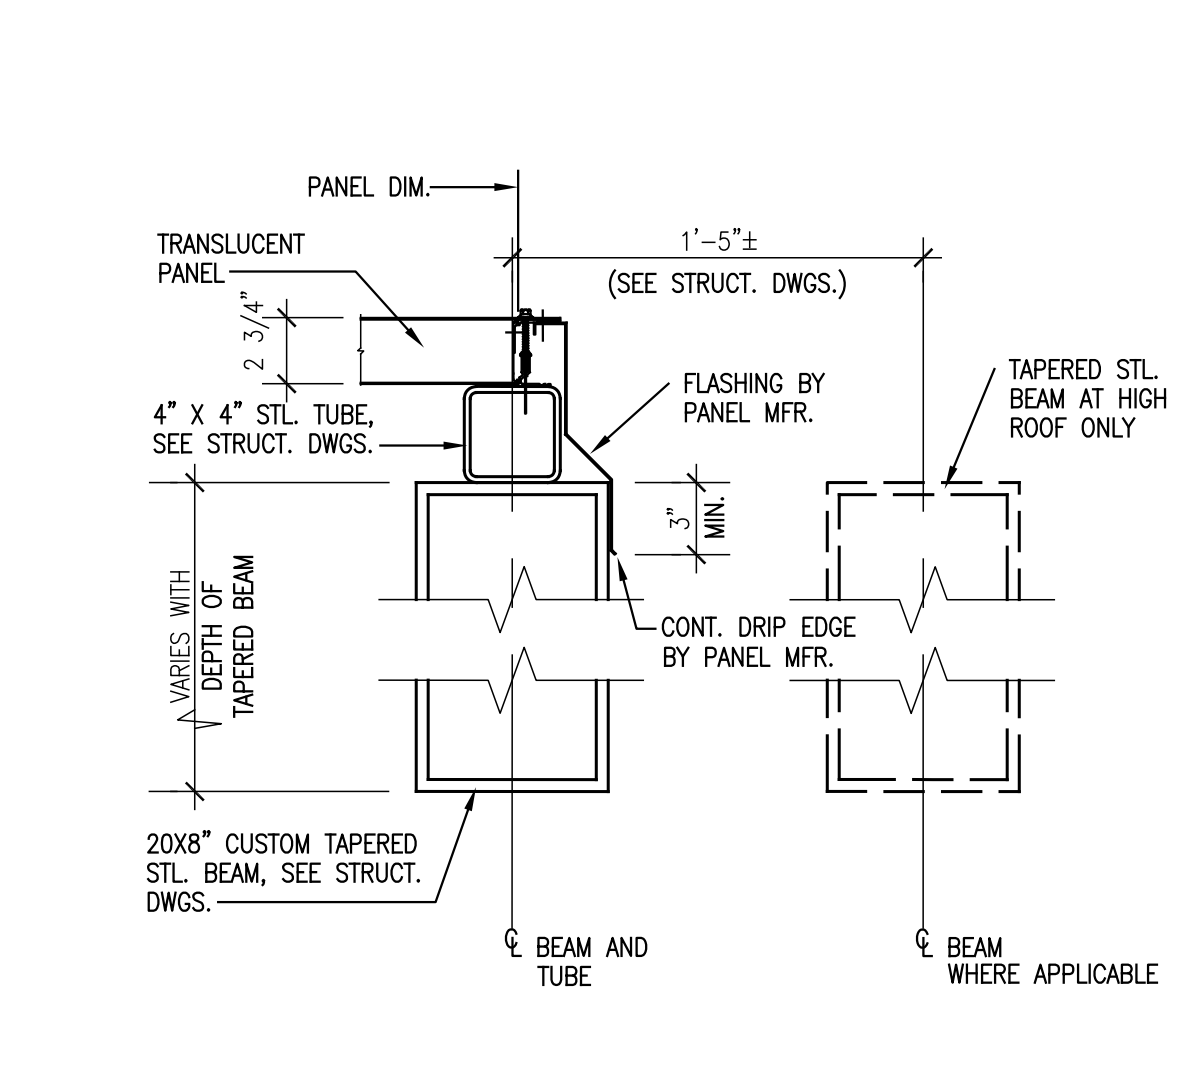 PANEL DIM.
TRANSLUCENT
PANEL
2 3/4"
1'-5"±
(SEE STRUCT. DWGS.)
4" X 4" STL. TUBE,
SEE STRUCT. DWGS.
FLASHING BY
PANEL MFR.
TAPERED STL.
BEAM AT HIGH
ROOF ONLY
3"
MIN.
VARIES WITH
DEPTH OF
TAPERED BEAM
CONT. DRIP EDGE
BY PANEL MFR.
20X8" CUSTOM TAPERED
STL. BEAM, SEE STRUCT.
DWGS.
℄ BEAM AND
TUBE
℄ BEAM
WHERE APPLICABLE